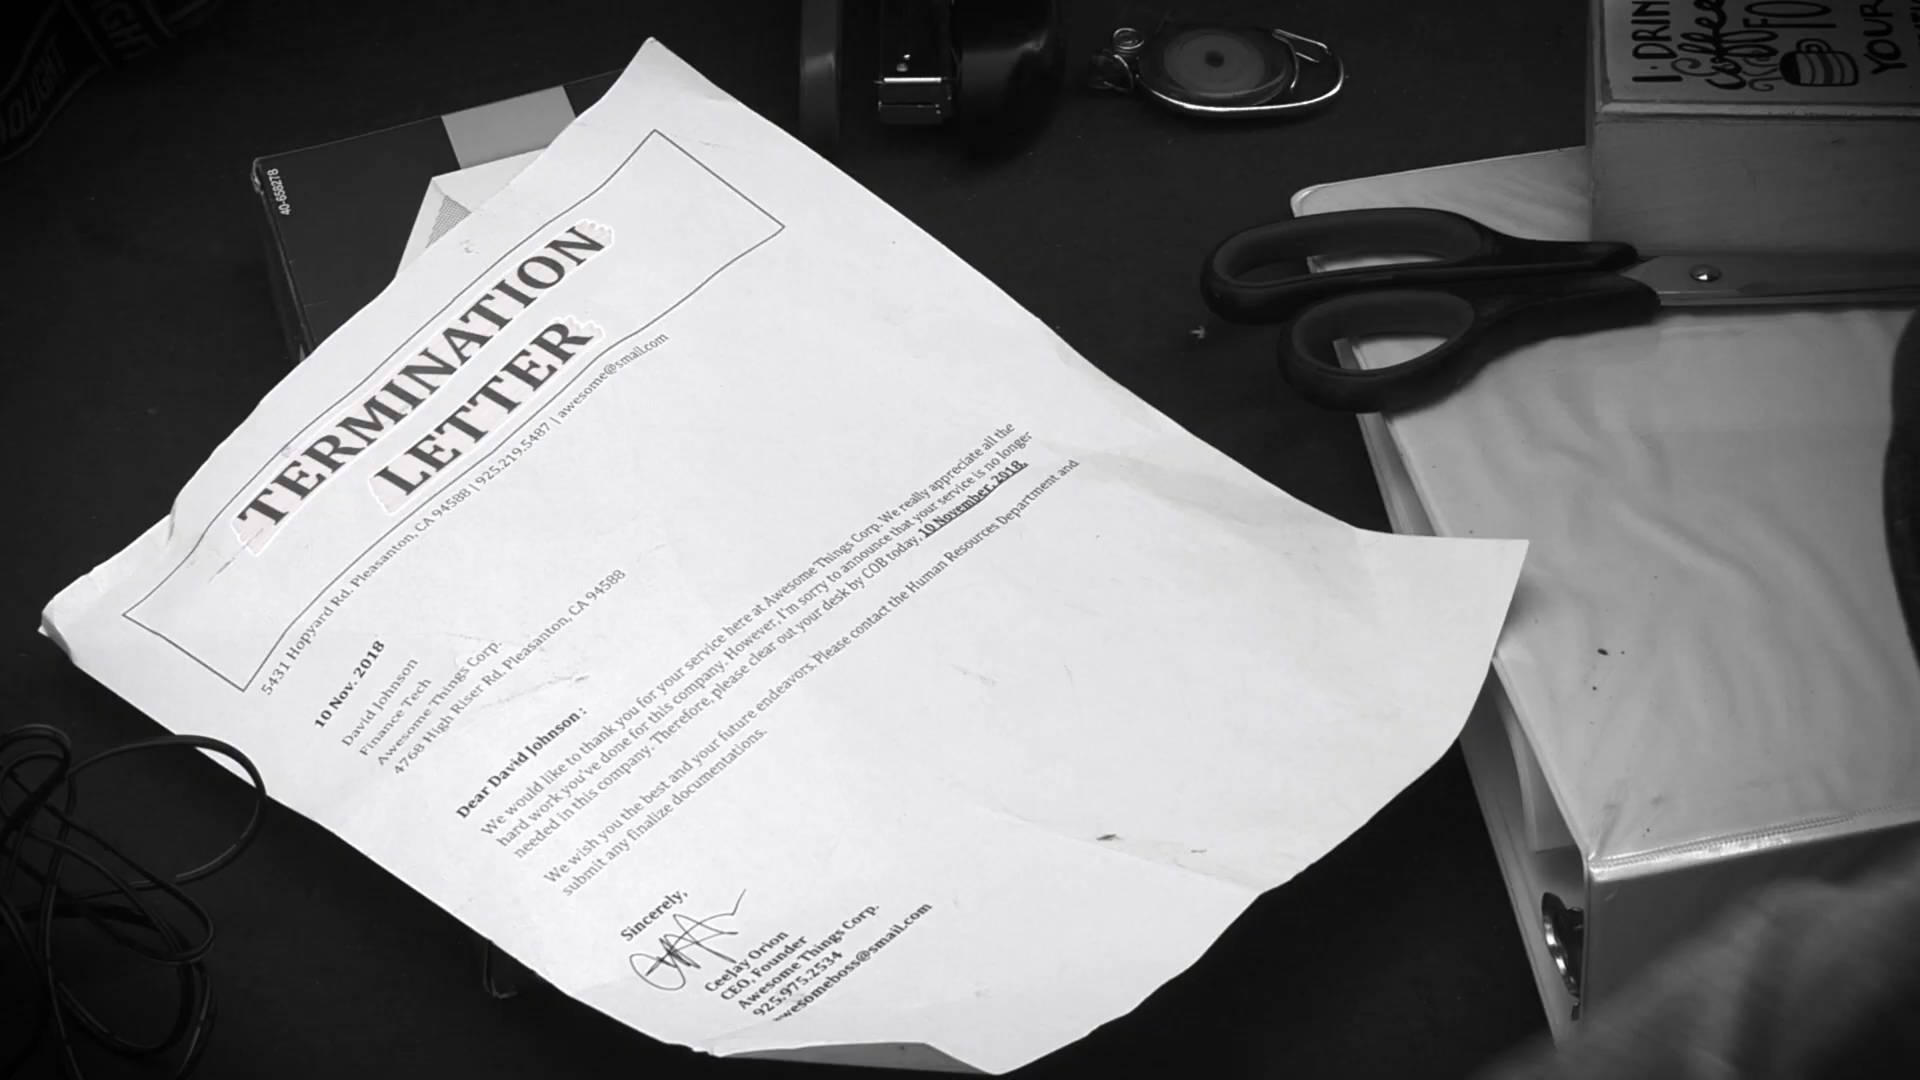 TERMINATION
LETTER
5431 Hopyard Rd. Pleasanton, CA 94588 | 925.219.5487 | awesome@smail.com
10 Nov. 2018
David Johnson
Finance Tech
Awesome Things Corp.
4768 High Riser Rd. Pleasanton, CA 94588
Dear David Johnson :
We would like to thank you for your service here at Awesome Things Corp. We really appreciate all the
hard work you've done for this company. However, I'm sorry to announce that your service is no longer
needed in this company. Therefore, please clear out your desk by COB today, 10 November, 2018.
We wish you the best and your future endeavors. Please contact the Human Resources Department and
submit any finalize documentations.
Sincerely,
Ceejay Orion
CEO, Founder
Awesome Things Corp.
925.975.2534
awesomeboss@smail.com
40-65827B
I DRIN
Coffee
YOUR